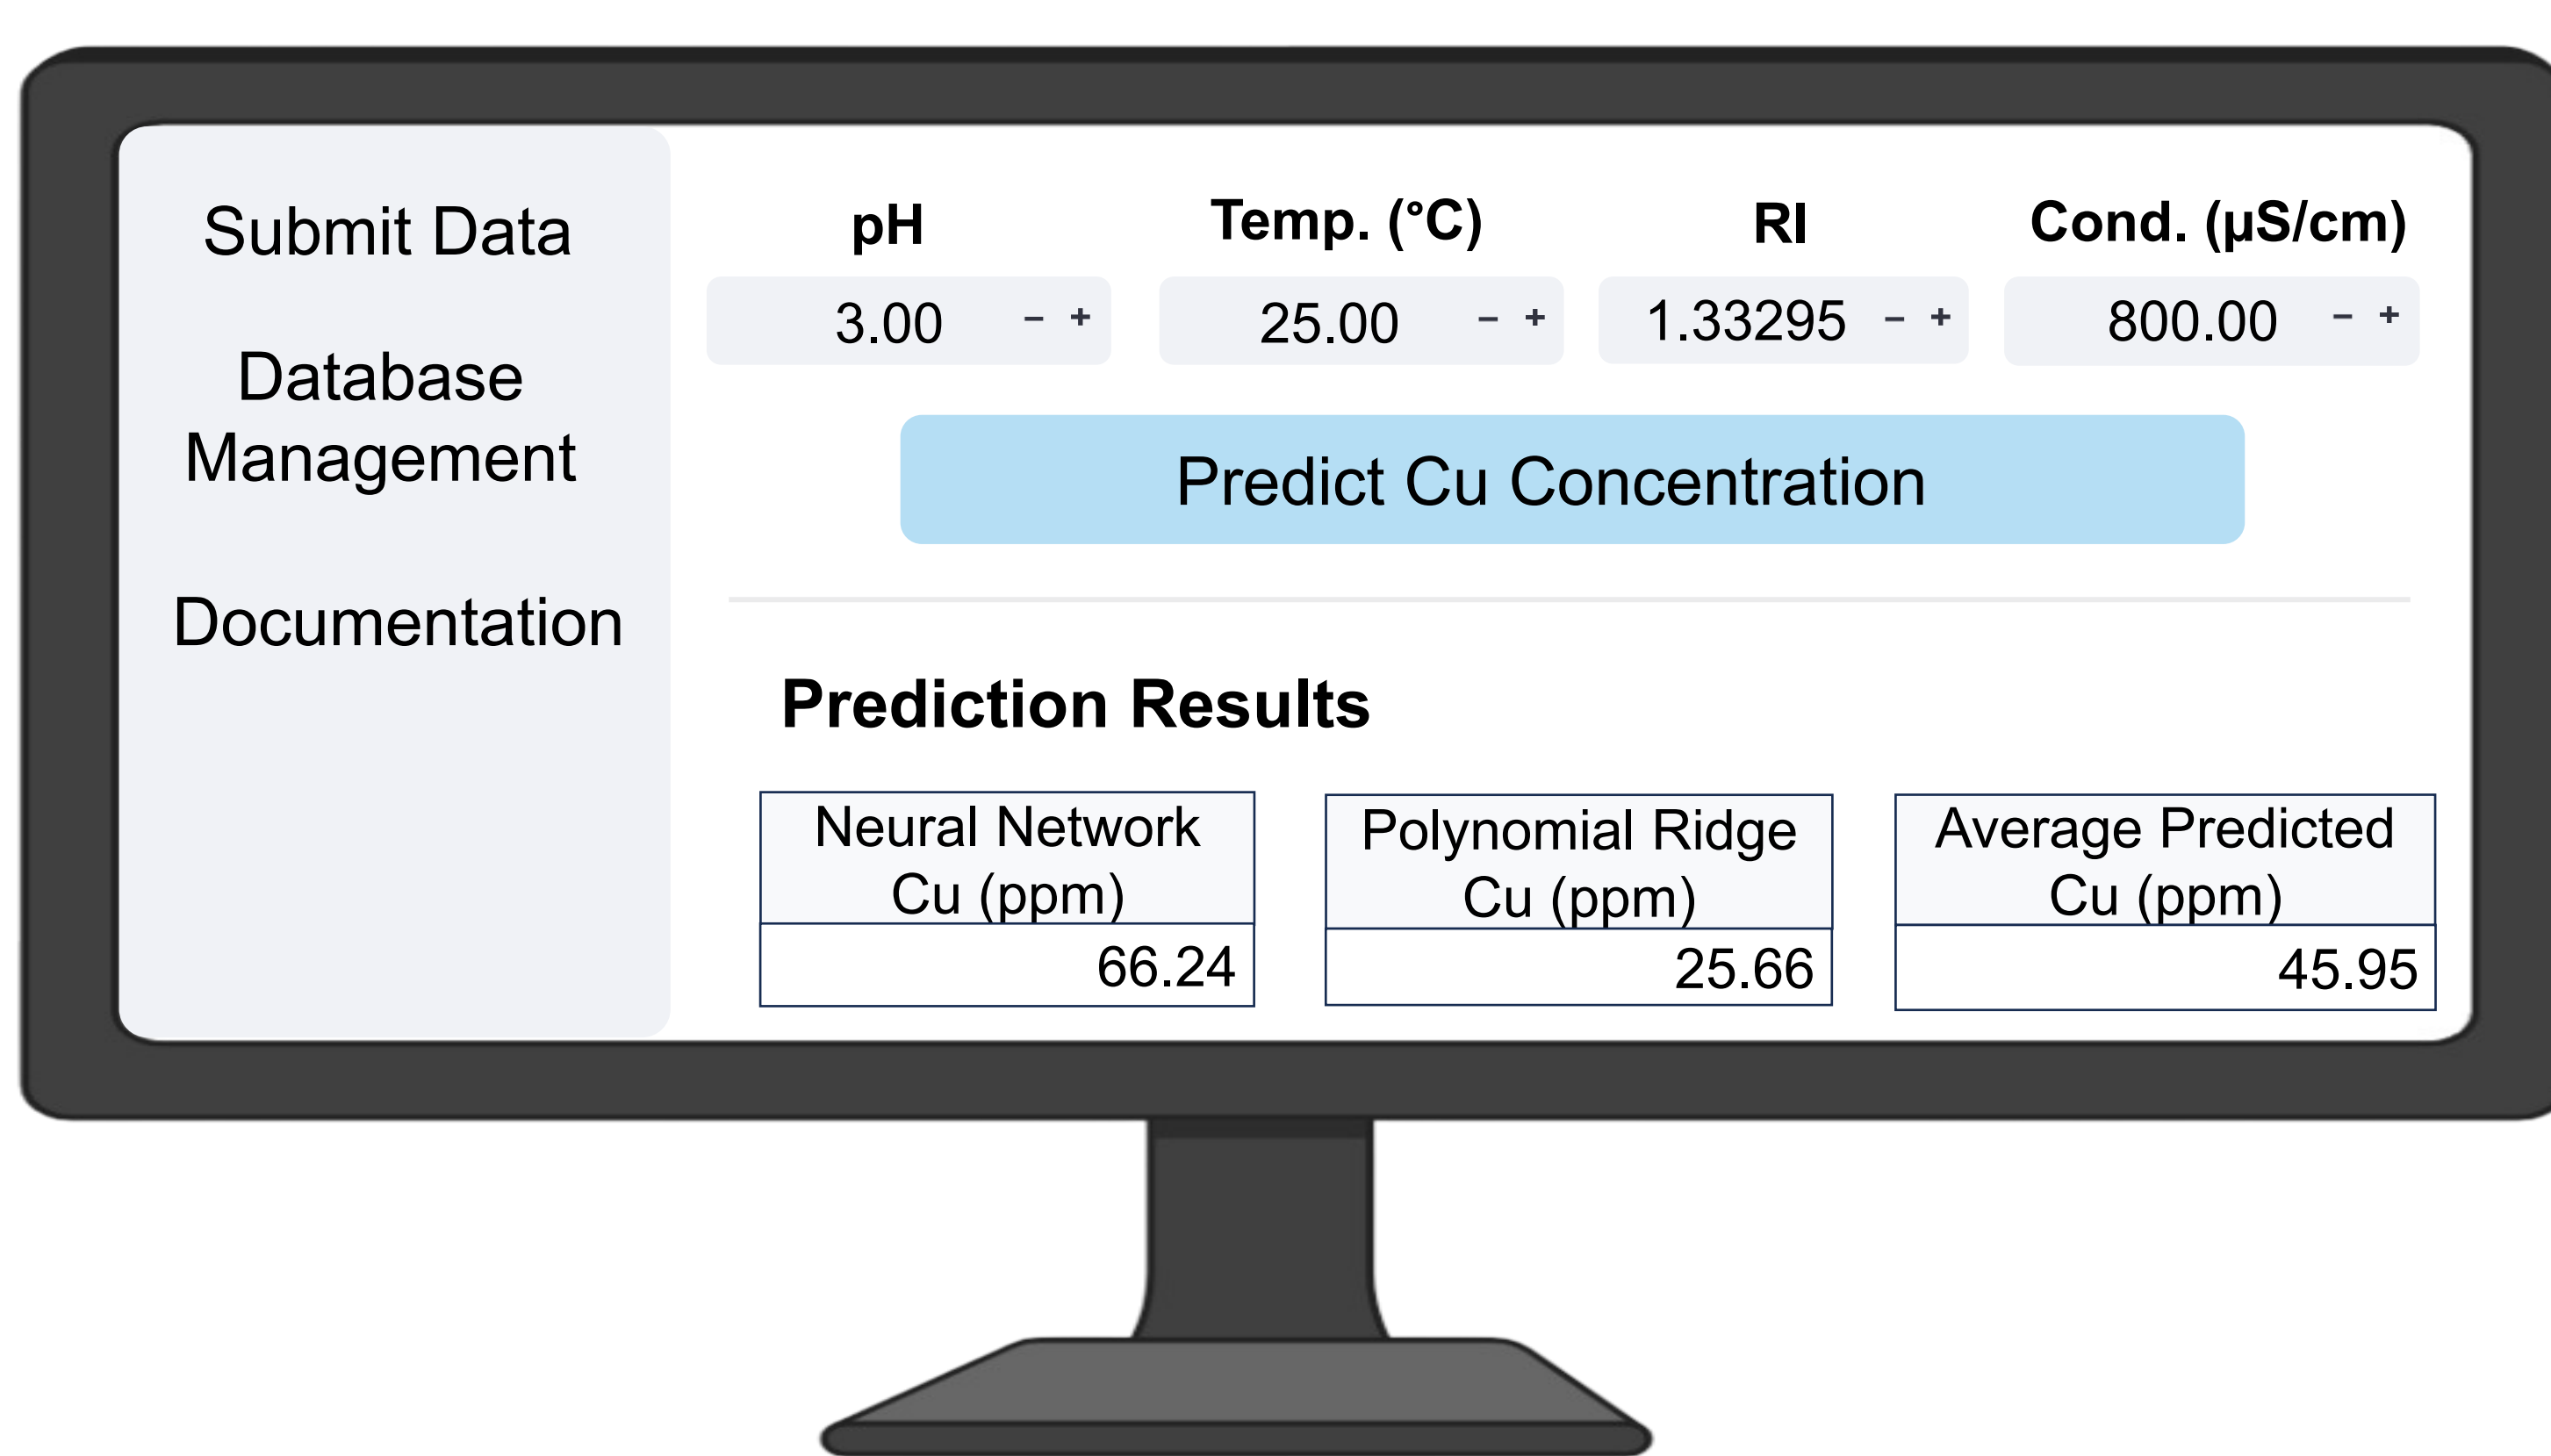 Submit Data
Database
Management
Documentation
pH
Temp. (°C)
RI
Cond. (µS/cm)
3.00 - +
25.00 - +
1.33295 - +
800.00 - +
Predict Cu Concentration
Prediction Results
Neural Network
Cu (ppm)
66.24
Polynomial Ridge
Cu (ppm)
25.66
Average Predicted
Cu (ppm)
45.95